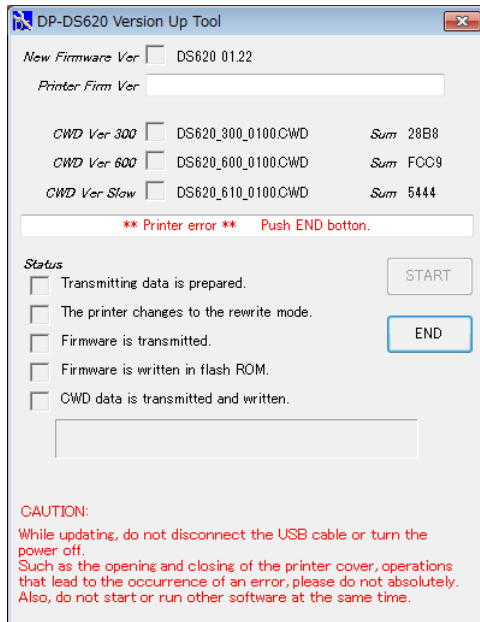 DP-DS620 Version Up Tool
New Firmware Ver DS620 01.22
Printer Firm Ver
CWD Ver 300 DS620_300_0100.CWD Sum 28B8
CWD Ver 600 DS620_600_0100.CWD Sum FCC9
CWD Ver Slow DS620_610_0100.CWD Sum 5444
** Printer error ** Push END botton.
Status
Transmitting data is prepared.
START
The printer changes to the rewrite mode.
Firmware is transmitted.
END
Firmware is written in flash ROM.
CWD data is transmitted and written.
CAUTION:
While updating, do not disconnect the USB cable or turn the
power off.
Such as the opening and closing of the printer cover, operations
that lead to the occurrence of an error, please do not absolutely.
Also, do not start or run other software at the same time.